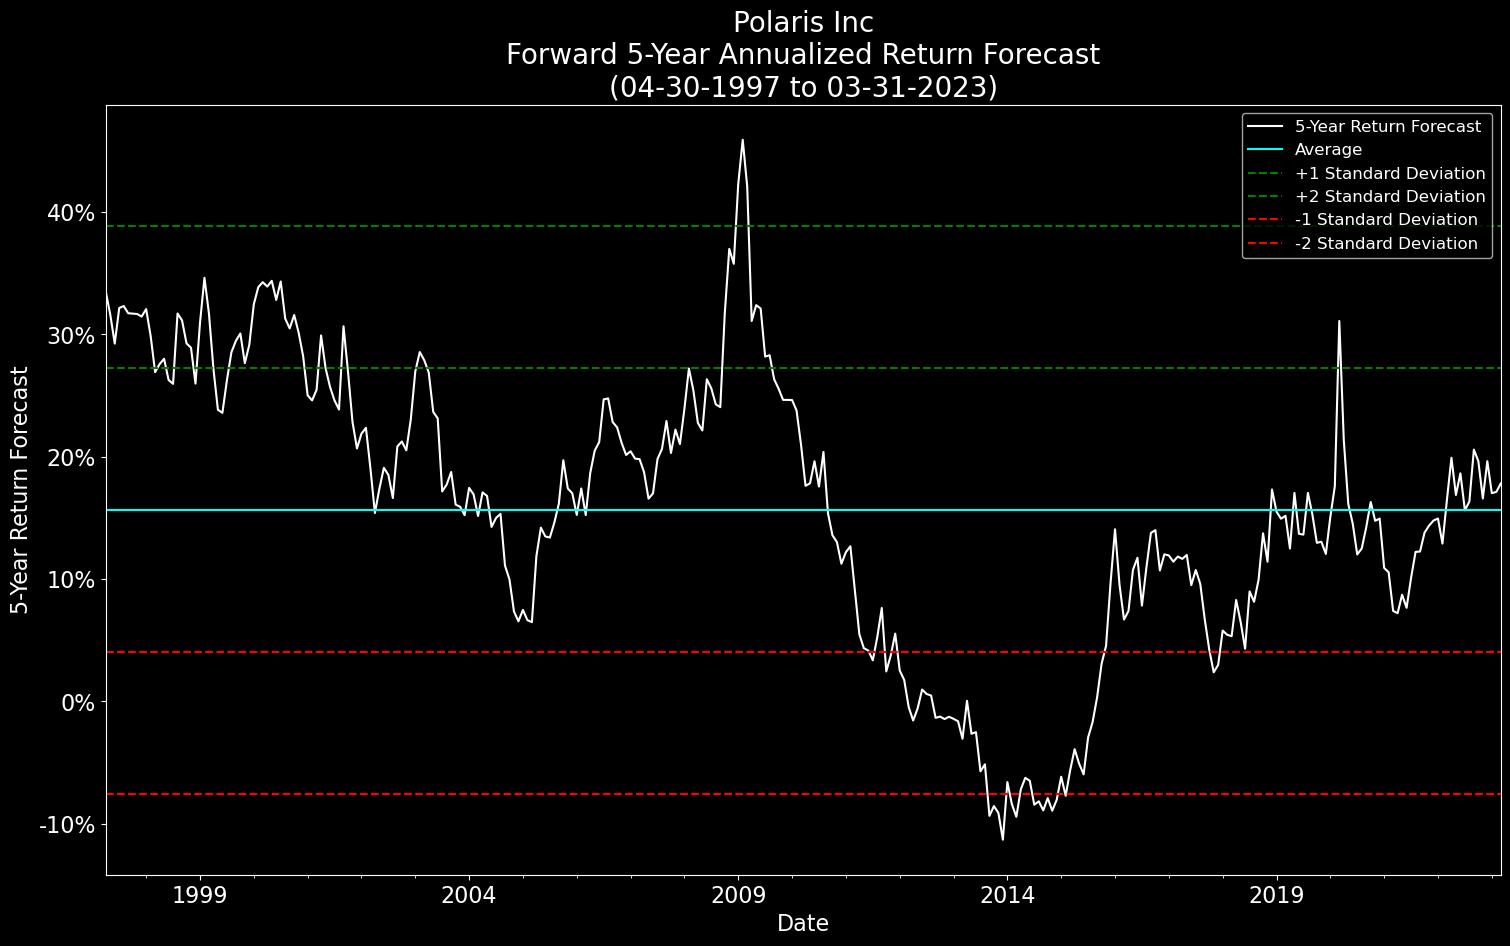 Polaris Inc
Forward 5-Year Annualized Return Forecast
(04-30-1997 to 03-31-2023)
5-Year Return Forecast
Average
+1 Standard Deviation
+2 Standard Deviation
-1 Standard Deviation
-2 Standard Deviation
5-Year Return Forecast
40%
30%
20%
10%
0%
-10%
1999 2004 2009 2014 2019
Date